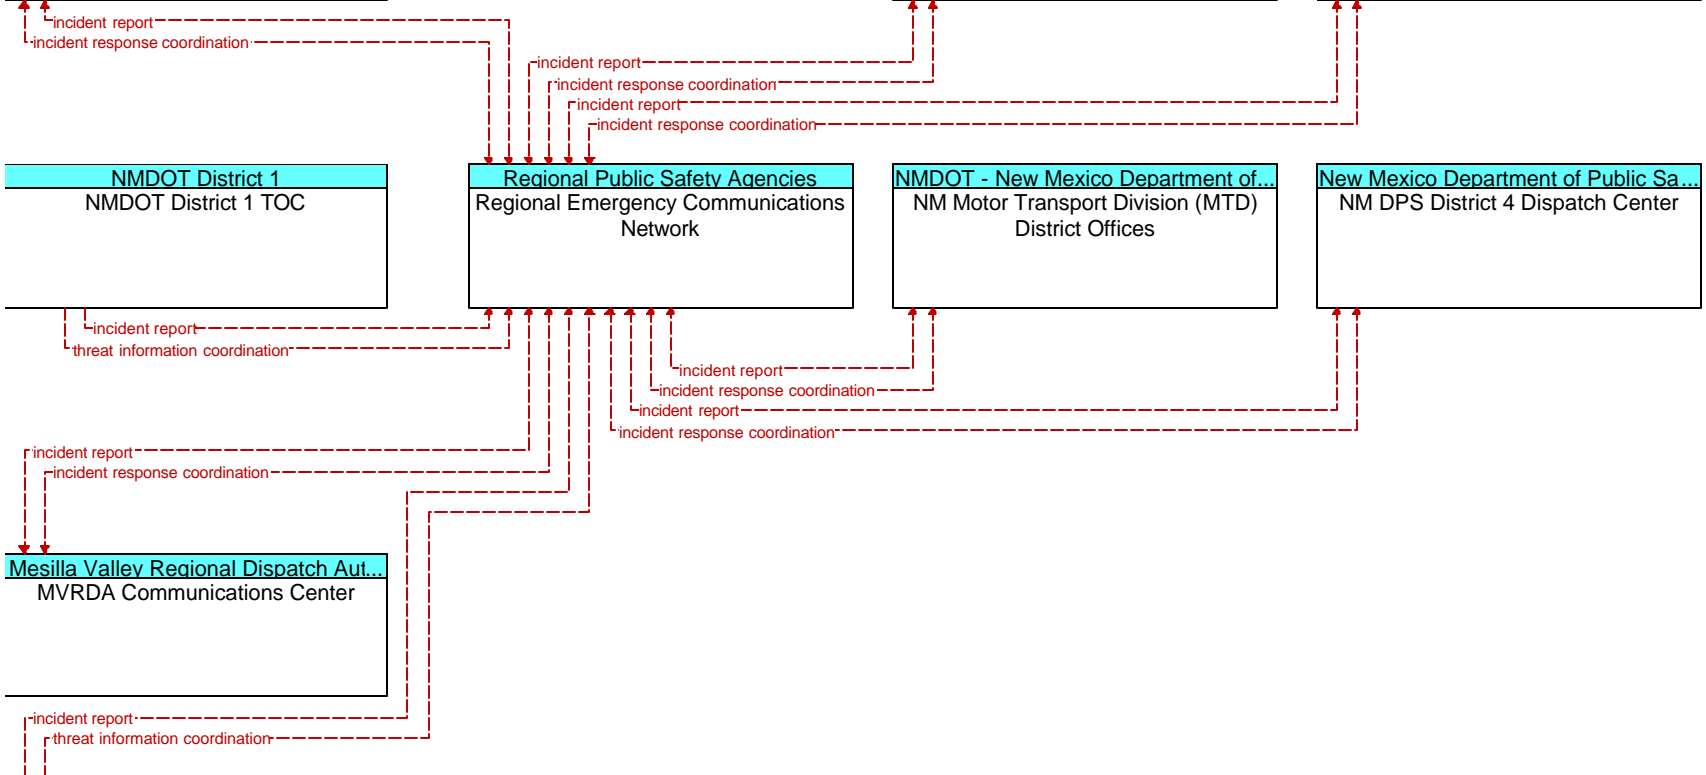 incident report
incident response coordination
incident report
incident response coordination
incident report
incident response coordination
NMDOT District 1
NMDOT District 1 TOC
Regional Public Safety Agencies
Regional Emergency Communications
Network
NMDOT - New Mexico Department of...
NM Motor Transport Division (MTD)
District Offices
New Mexico Department of Public Sa...
NM DPS District 4 Dispatch Center
incident report
threat information coordination
incident report
incident response coordination
incident report
incident response coordination
incident report
incident response coordination
Mesilla Valley Regional Dispatch Aut...
MVRDA Communications Center
incident report
threat information coordination